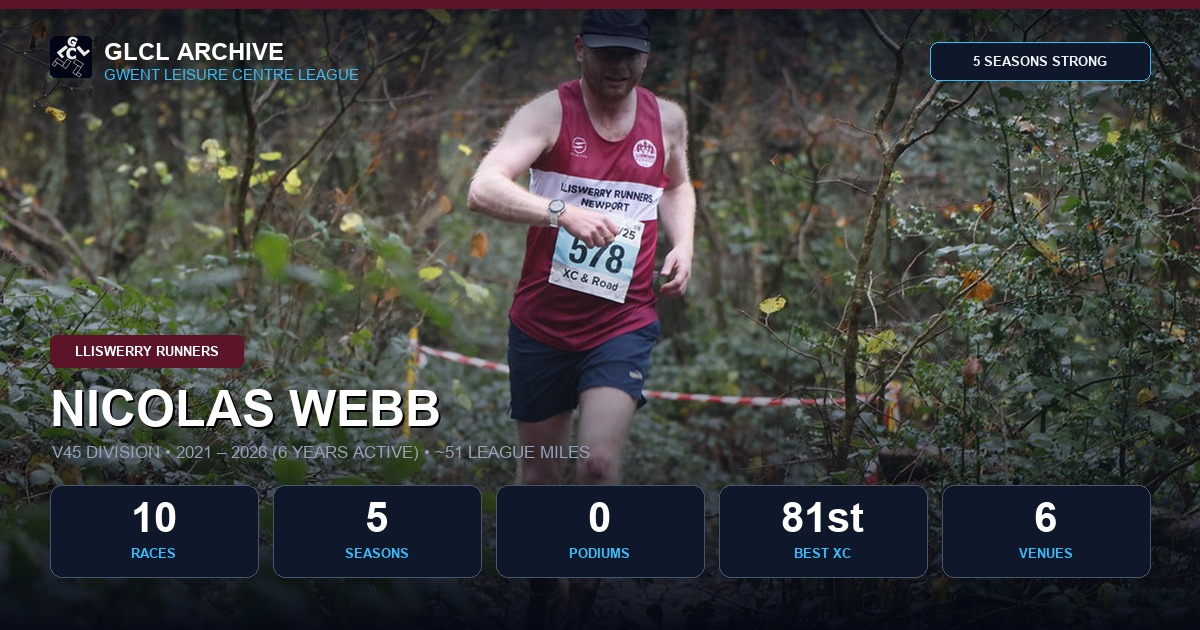 GLCL ARCHIVE
GWENT LEISURE CENTRE LEAGUE
5 SEASONS STRONG
LLISWERRY RUNNERS
NEWPORT
/25
578
XC & Road
LLISWERRY RUNNERS
NICOLAS WEBB
V45 DIVISION • 2021 – 2026 (6 YEARS ACTIVE) • ~51 LEAGUE MILES
10
RACES
5
SEASONS
0
PODIUMS
81st
BEST XC
6
VENUES